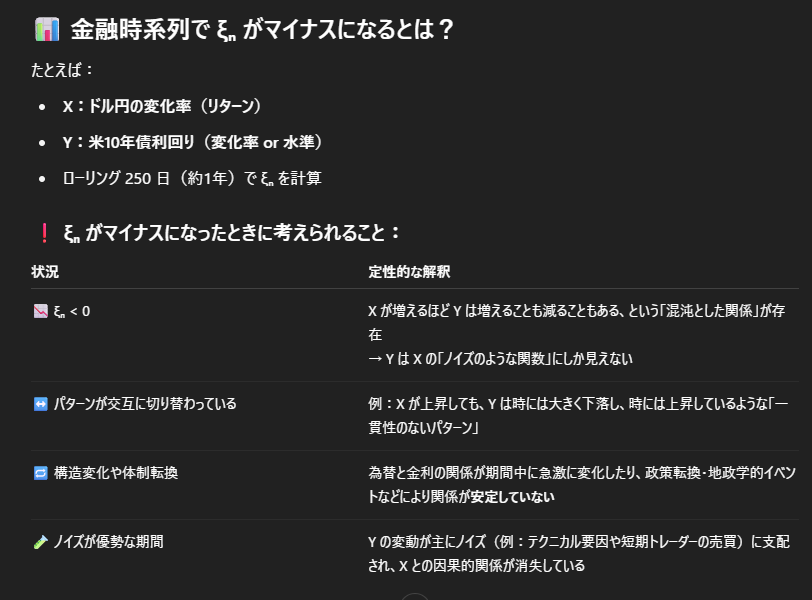 📊 金融時系列で ξₙ がマイナスになるとは？
たとえば：
• X：ドル円の変化率（リターン）
• Y：米10年債利回り（変化率 or 水準）
• ローリング 250 日（約1年）で ξₙ を計算
❗ ξₙ がマイナスになったときに考えられること：
状況 定性的な解釈
📉 ξₙ < 0 X が増えるほど Y は増えることも減ることもある、という「混沌とした関係」が存
在
→ Y は X の「ノイズのような関数」にしか見えない
↔️ パターンが交互に切り替わっている 例：X が上昇しても、Y は時には大きく下落し、時には上昇しているような「一
貫性のないパターン」
🔁 構造変化や体制転換 為替と金利の関係が期間中に急激に変化したり、政策転換・地政学的イベン
トなどにより関係が安定していない
🧪 ノイズが優勢な期間 Y の変動が主にノイズ（例：テクニカル要因や短期トレーダーの売買）に支配
され、X との因果的関係が消失している